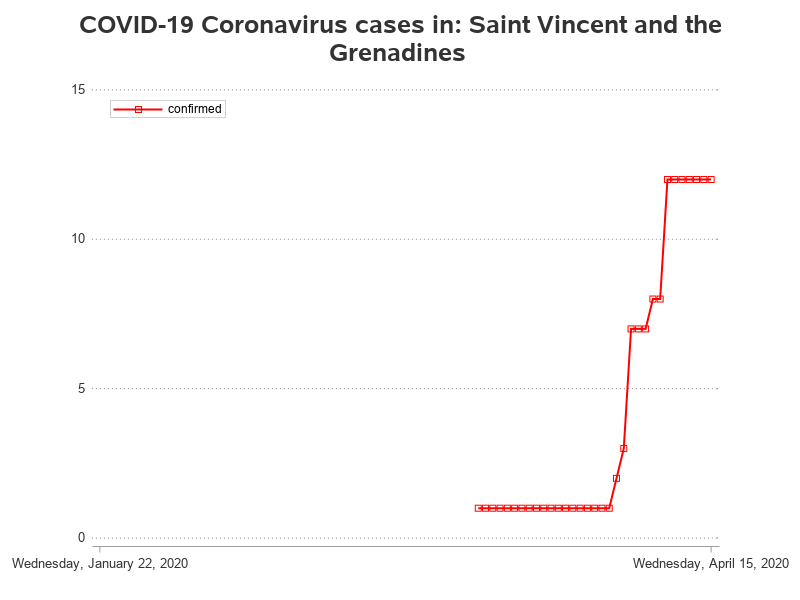 COVID-19 Coronavirus cases in: Saint Vincent and the
Grenadines
15
confirmed
10
5
0
Wednesday, January 22, 2020 Wednesday, April 15, 2020